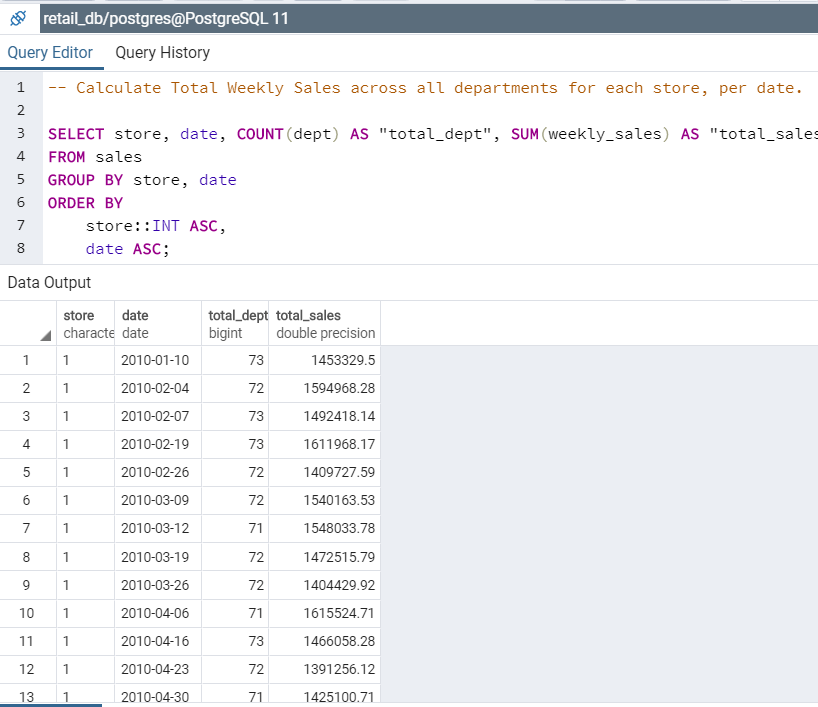 retail_db/postgres@PostgreSQL 11
Query Editor Query History
1 -- Calculate Total Weekly Sales across all departments for each store, per date.
2
3 SELECT store, date, COUNT(dept) AS "total_dept", SUM(weekly_sales) AS "total_sales
4 FROM sales
5 GROUP BY store, date
6 ORDER BY
7 store::INT ASC,
8 date ASC;
Data Output
store date total_dept total_sales
characte date bigint double precision
1 1 2010-01-10 73 1453329.5
2 1 2010-02-04 72 1594968.28
3 1 2010-02-07 73 1492418.14
4 1 2010-02-19 73 1611968.17
5 1 2010-02-26 72 1409727.59
6 1 2010-03-09 72 1540163.53
7 1 2010-03-12 71 1548033.78
8 1 2010-03-19 72 1472515.79
9 1 2010-03-26 72 1404429.92
10 1 2010-04-06 71 1615524.71
11 1 2010-04-16 73 1466058.28
12 1 2010-04-23 72 1391256.12
13 1 2010-04-30 71 1425100.71